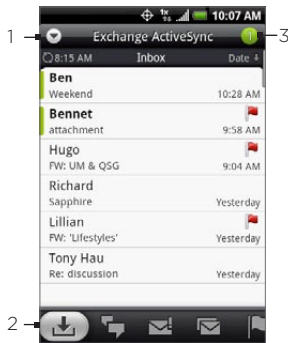 10:07 AM
1 Exchange ActiveSync 1 3
8:15 AM Inbox Date
Ben
Weekend 10:28 AM
Bennet
attachment 9:58 AM
Hugo
FW: UM & QSG 9:04 AM
Richard
Sapphire Yesterday
Lillian
FW: 'Lifestyles' Yesterday
Tony Hau
Re: discussion Yesterday
2